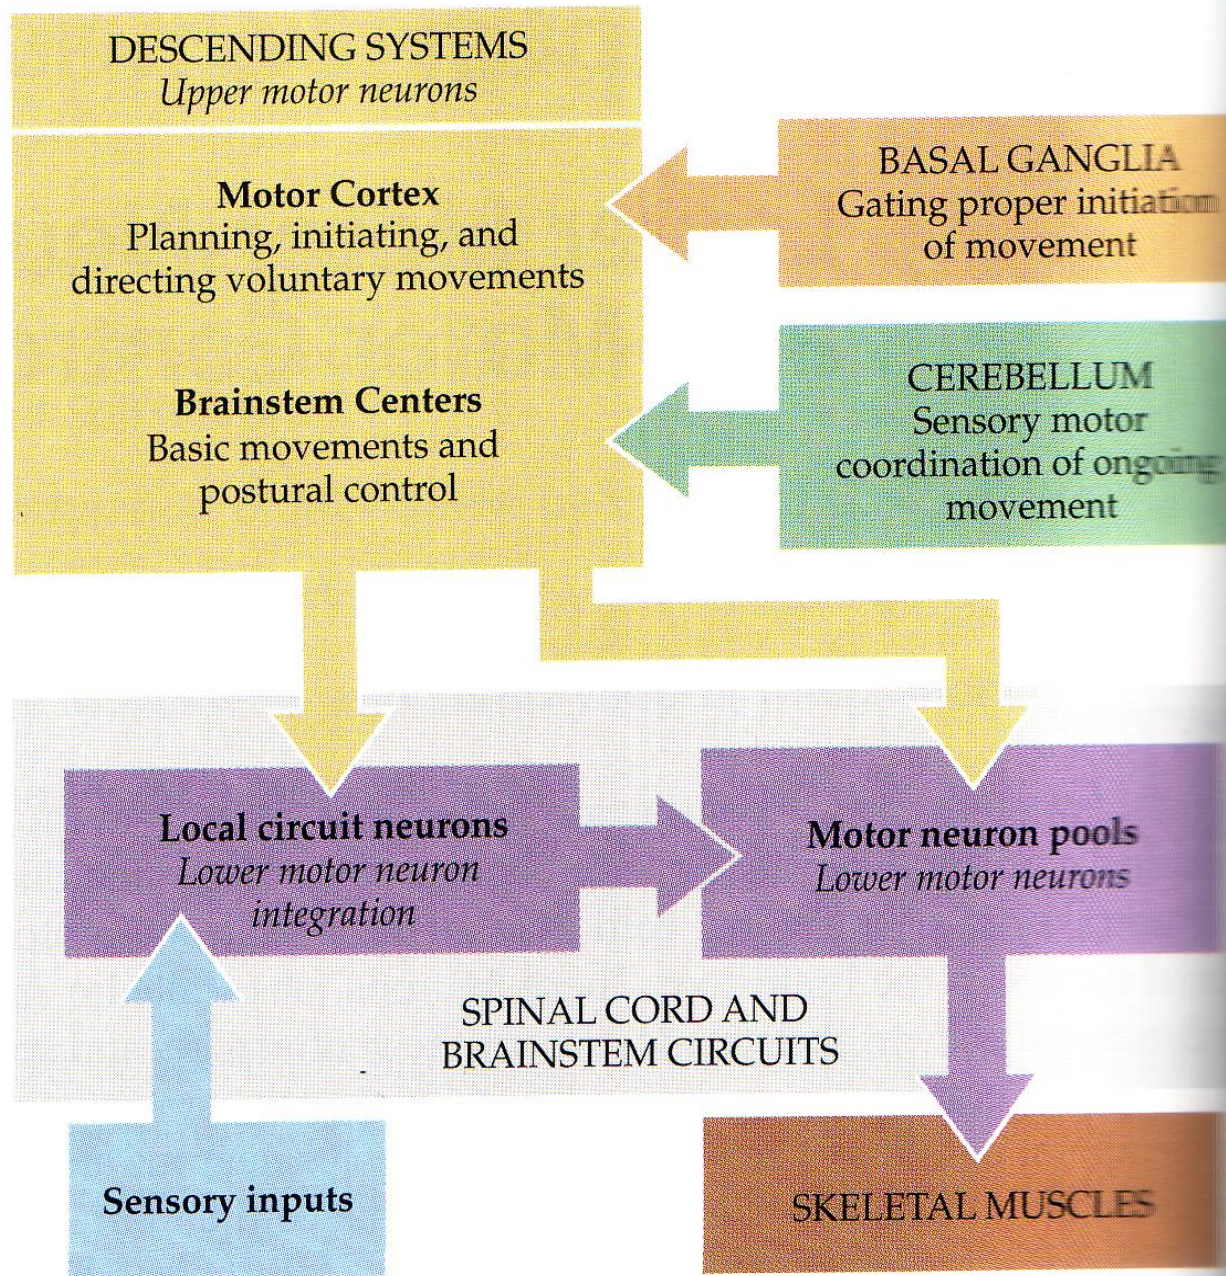 DESCENDING SYSTEMS
Upper motor neurons
Motor Cortex
Planning, initiating, and
directing voluntary movements
Brainstem Centers
Basic movements and
postural control
BASAL GANGLIA
Gating proper initiation
of movement
CEREBELLUM
Sensory motor
coordination of ongoing
movement
Local circuit neurons
Lower motor neuron
integration
Motor neuron pools
Lower motor neurons
SPINAL CORD AND
BRAINSTEM CIRCUITS
Sensory inputs
SKELETAL MUSCLES